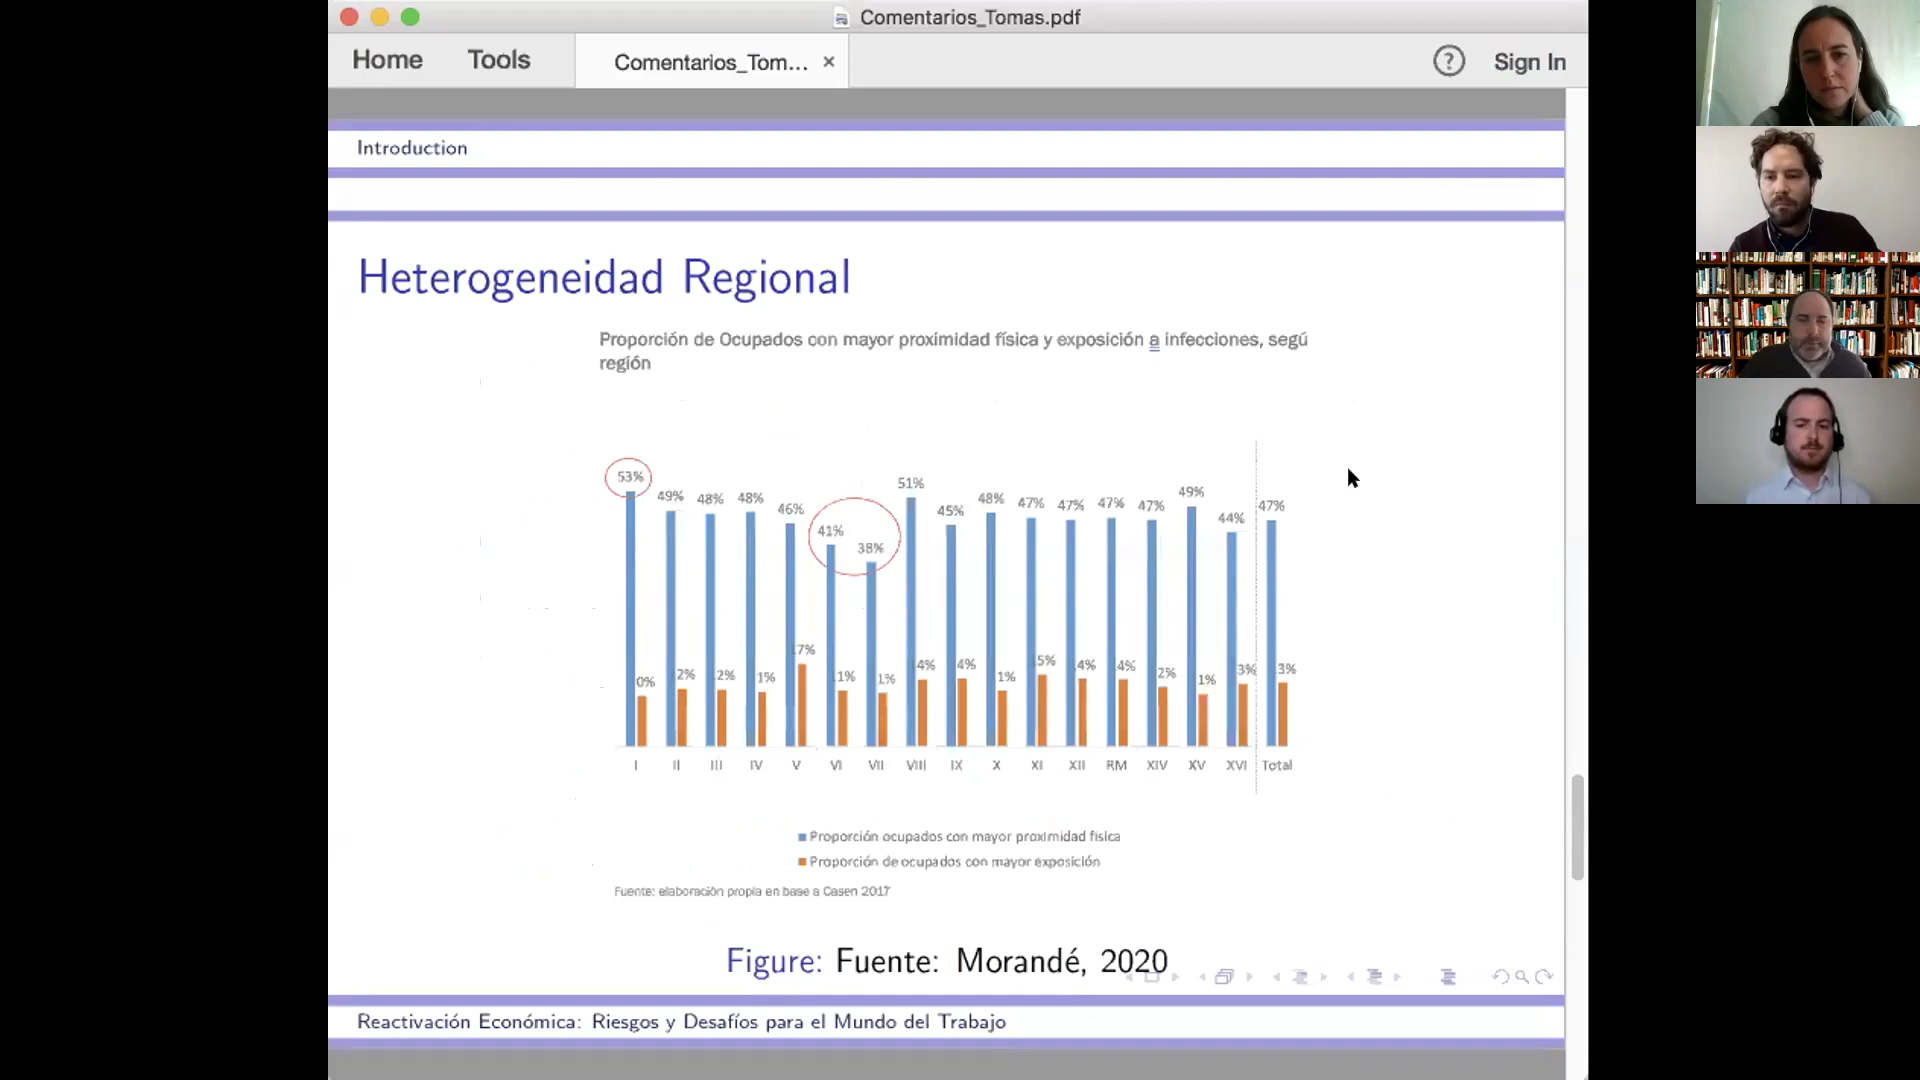 Comentarios_Tomas.pdf
Home Tools Comentarios_Tom... × ? Sign In
Introduction
Heterogeneidad Regional
Proporción de Ocupados con mayor proximidad física y exposición a infecciones, segú
región
53% 49% 48% 48% 46% 41% 38% 51% 45% 48% 47% 47% 47% 47% 49% 44% 47%
0% 2% 2% 1% 7% 1% 1% 4% 4% 1% 5% 4% 4% 2% 1% 3% 3%
I II III IV V VI VII VIII IX X XI XII RM XIV XV XVI Total
Proporción ocupados con mayor proximidad fisica
Proporción de ocupados con mayor exposición
Fuente: elaboración propia en base a Casen 2017
Figure: Fuente: Morandé, 2020
Reactivación Económica: Riesgos y Desafíos para el Mundo del Trabajo